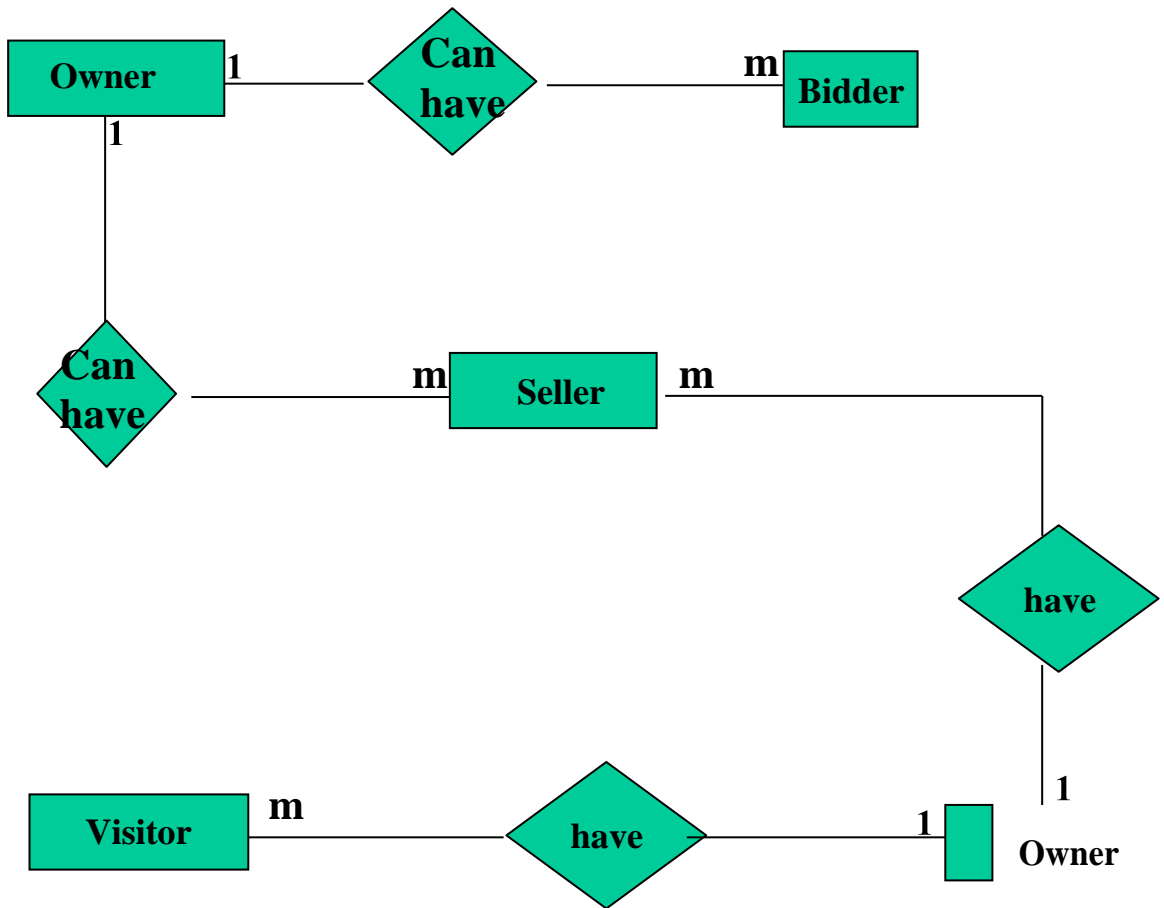 Owner
1
Can
have
m
Bidder
1
Can
have
m
Seller
m
have
1
Visitor
m
have
1
Owner